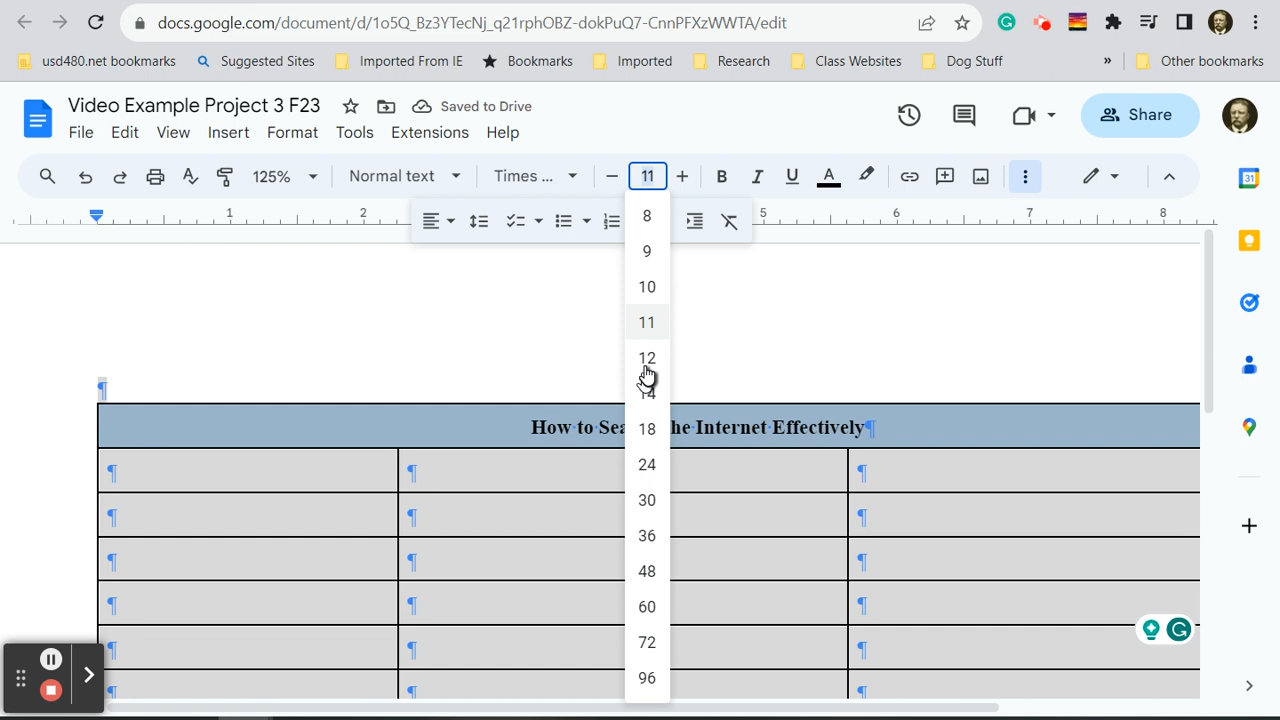 docs.google.com/document/d/1o5Q_Bz3YTecNj_q21rphOBZ-dokPuQ7-CnnPFXzWWTA/edit
usd480.net bookmarks Suggested Sites Imported From IE Bookmarks Imported Research Class Websites Dog Stuff » Other bookmarks
Video Example Project 3 F23 Saved to Drive
File Edit View Insert Format Tools Extensions Help
Share
125% Normal text Times ... − 11 + B I U A
1 2 5 6 7 8
8
9
10
11
12
14
18
24
30
36
48
60
72
96
¶
How·to·Sea he·Internet·Effectively¶
¶ ¶ ¶
¶ ¶ ¶
¶ ¶ ¶
¶ ¶ ¶
¶ ¶ ¶
¶ ¶ ¶
31